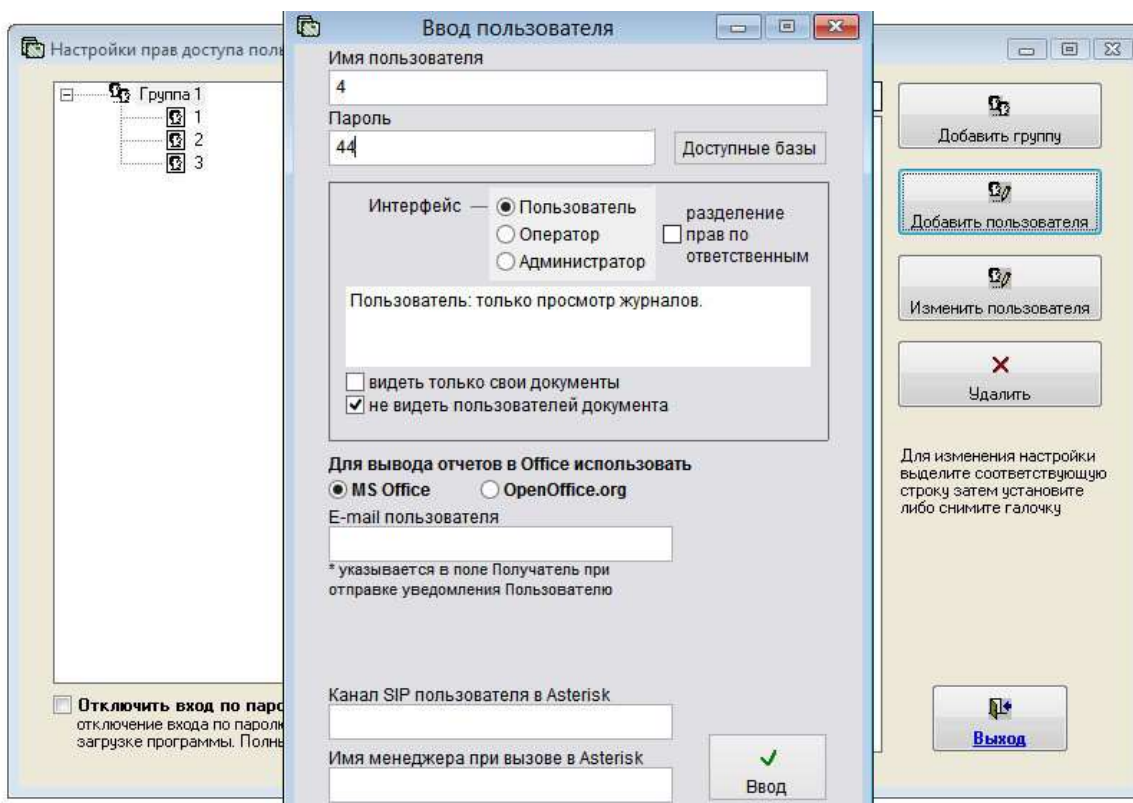 Ввод пользователя
Настройки прав доступа поль
Группа 1
1
2
3
Имя пользователя
4
Пароль
44
Доступные базы
Интерфейс
Пользователь
Оператор
Администратор
разделение
прав по
ответственным
Пользователь: только просмотр журналов.
видеть только свои документы
не видеть пользователей документа
Для вывода отчетов в Office использовать
MS Office
OpenOffice.org
E-mail пользователя
* указывается в поле Получатель при
отправке уведомления Пользователю
Канал SIP пользователя в Asterisk
Имя менеджера при вызове в Asterisk
Ввод
Добавить группу
Добавить пользователя
Изменить пользователя
Удалить
Для изменения настройки
выделите соответствующую
строку затем установите
либо снимите галочку
Отключить вход по паро
отключение входа по паролю
загрузке программы. Полны
Выход